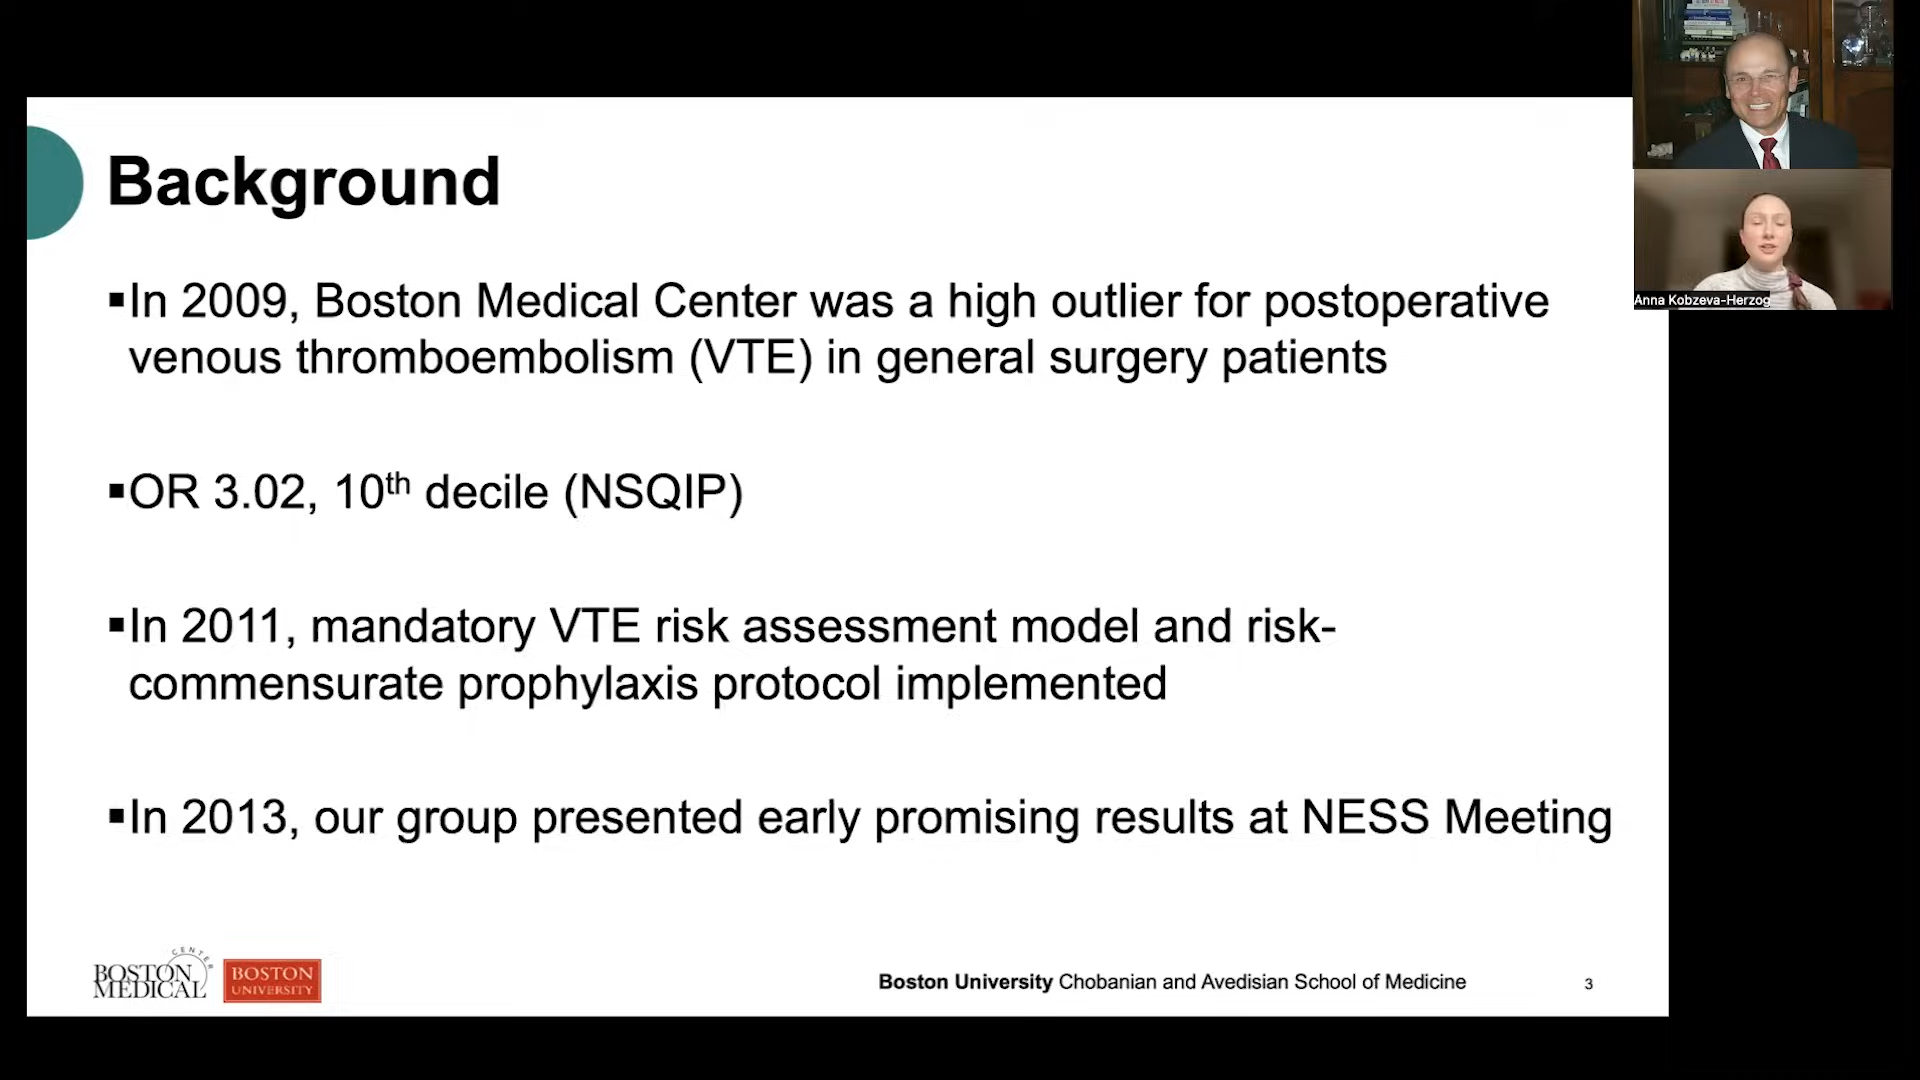 Background
▪In 2009, Boston Medical Center was a high outlier for postoperative
venous thromboembolism (VTE) in general surgery patients
▪OR 3.02, 10th decile (NSQIP)
▪In 2011, mandatory VTE risk assessment model and risk-
commensurate prophylaxis protocol implemented
▪In 2013, our group presented early promising results at NESS Meeting
Anna Kobzeva-Herzog
CENTER
BOSTON
MEDICAL
BOSTON
UNIVERSITY
Boston University Chobanian and Avedisian School of Medicine
3